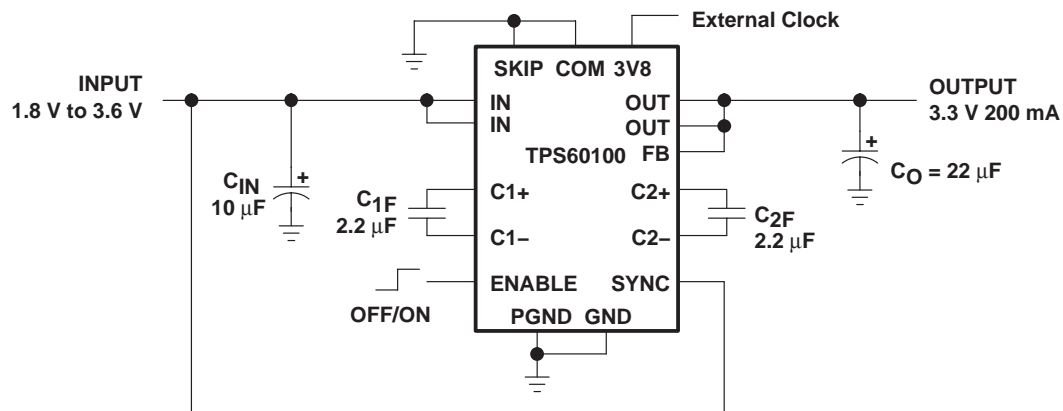 External Clock
SKIP COM 3V8
INPUT
1.8 V to 3.6 V
IN
IN
OUT
OUT
OUTPUT
3.3 V 200 mA
TPS60100 FB
+
CO = 22 μF
CIN
10 μF
+
C1F
2.2 μF
C1+
C1−
C2+
C2−
C2F
2.2 μF
ENABLE SYNC
OFF/ON
PGND GND